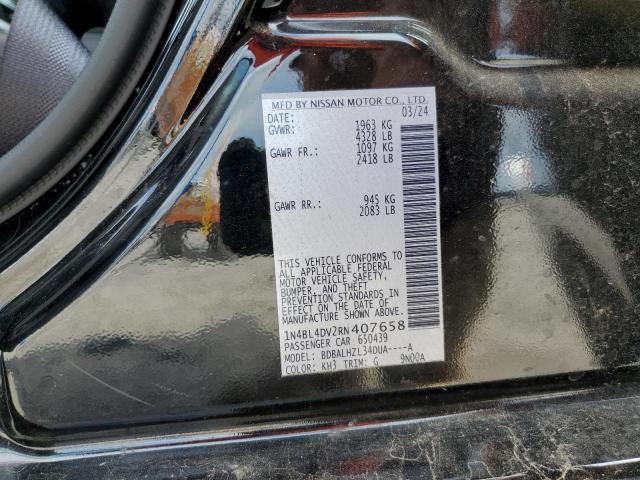 MFD BY NISSAN MOTOR CO., LTD.
DATE: 03/24
GVWR: 1963 KG
4328 LB
GAWR FR.: 1097 KG
2418 LB
GAWR RR.: 945 KG
2083 LB
THIS VEHICLE CONFORMS TO
ALL APPLICABLE FEDERAL
MOTOR VEHICLE SAFETY,
BUMPER, AND THEFT
PREVENTION STANDARDS
IN EFFECT ON THE DATE OF
MANUFACTURE SHOWN ABOVE.
1N4BL4DV2RN407658
PASSENGER CAR 650439
MODEL: BDBALHZL34DUA----A
COLOR: KH3 TRIM: G 9N00A